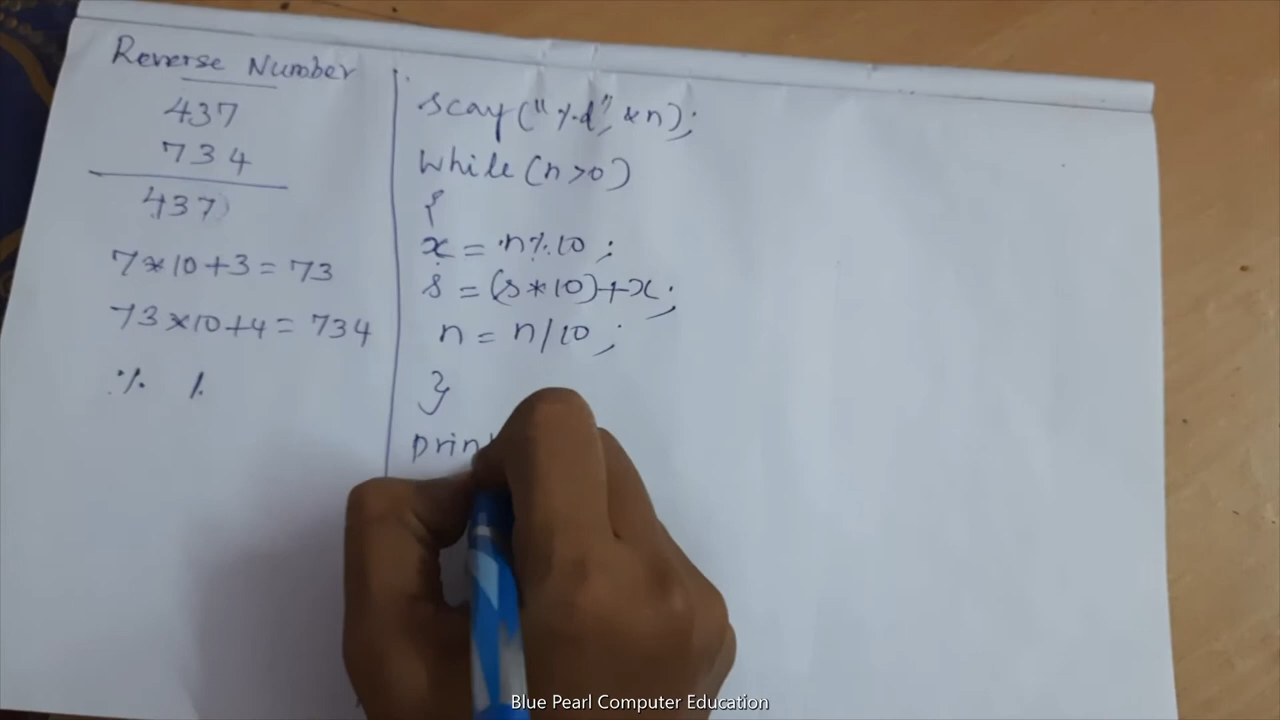 Reverse Number
437
734
437
7*10+3=73
73*10+4=734
% %
scanf("%d",&n);
while(n>0)
{
x=n%10;
s=(s*10)+x;
n=n/10;
}
print
Blue Pearl Computer Education